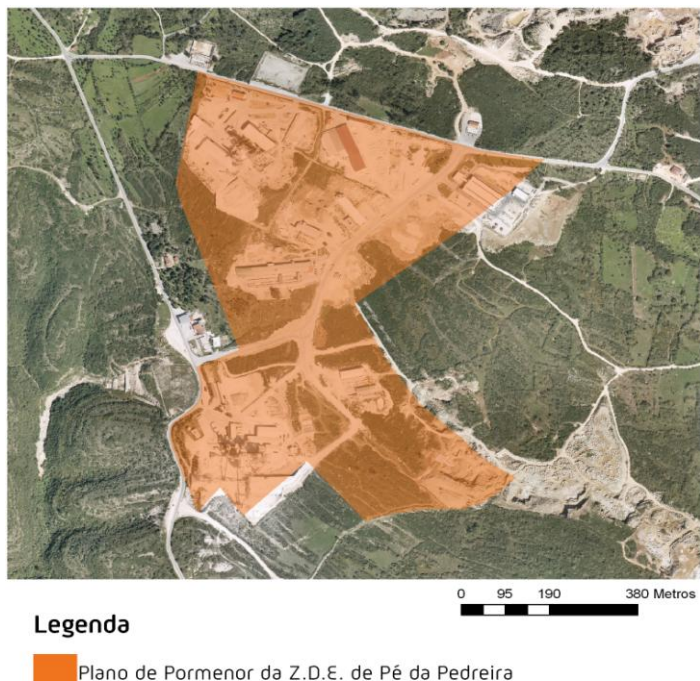 0 95 190 380 Metros
Legenda
Plano de Pormenor da Z.D.E. de Pé da Pedreira